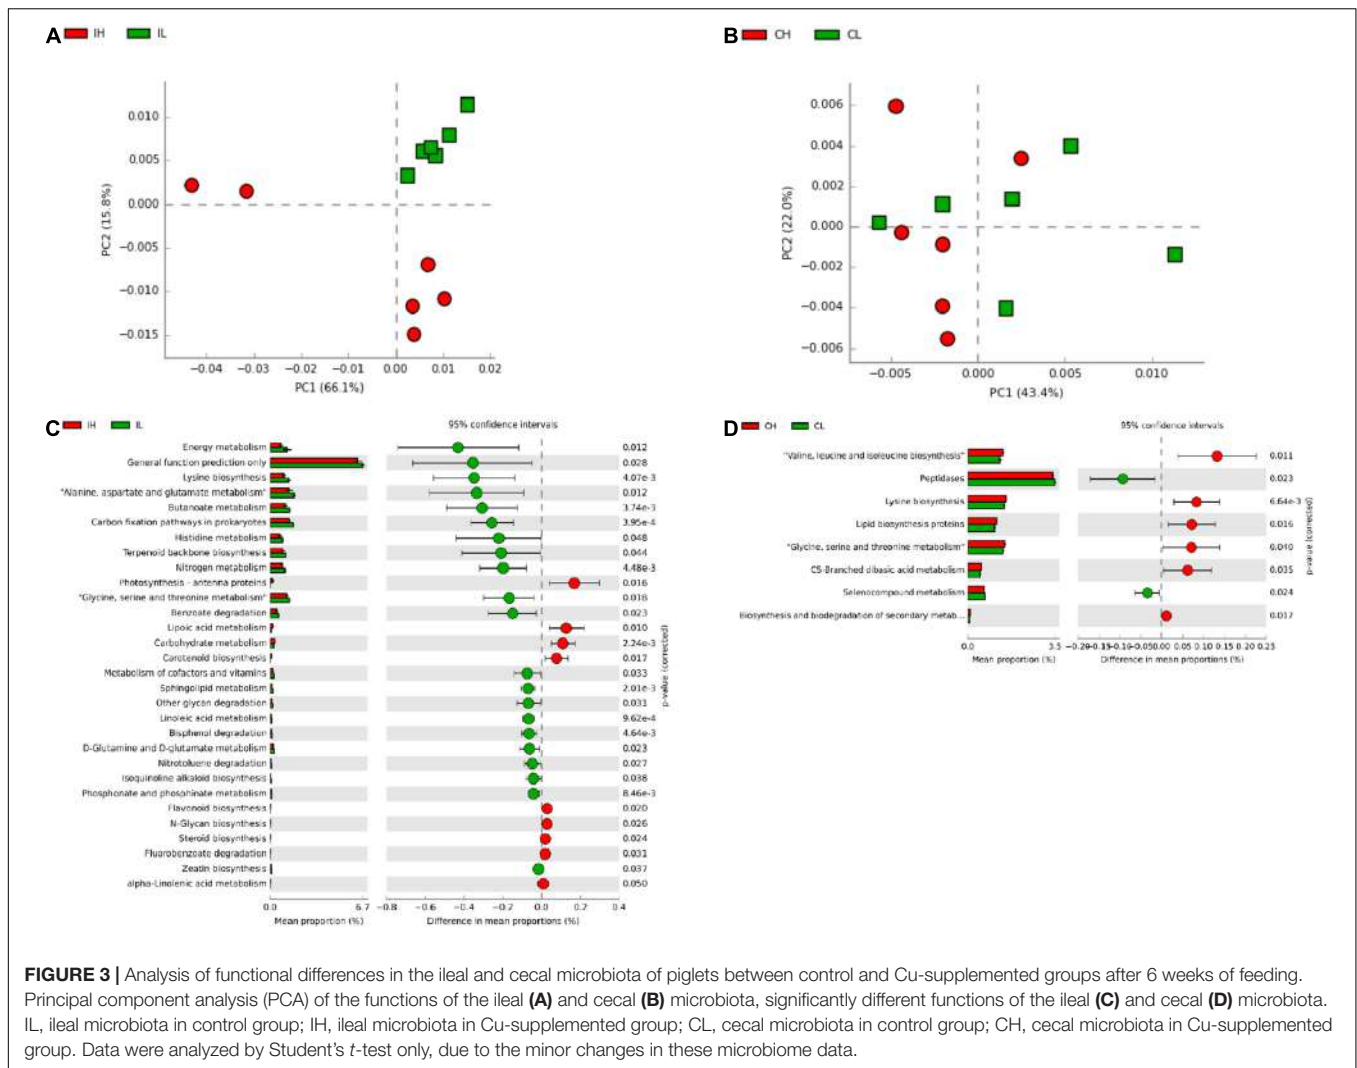 A IH IL
0.010
0.005
0.000
−0.005
−0.010
−0.015
PC2 (15.8%)
−0.04 −0.03 −0.02 −0.01 0.00 0.01 0.02
PC1 (66.1%)
B CH CL
0.006
0.004
0.002
0.000
−0.002
−0.004
−0.006
PC2 (22.0%)
−0.005 0.000 0.005 0.010
PC1 (43.4%)
C IH IL
95% confidence intervals
Energy metabolism 0.012
General function prediction only 0.028
Lysine biosynthesis 4.07e-3
"Alanine, aspartate and glutamate metabolism" 0.012
Butanoate metabolism 3.74e-3
Carbon fixation pathways in prokaryotes 3.95e-4
Histidine metabolism 0.048
Terpenoid backbone biosynthesis 0.044
Nitrogen metabolism 4.48e-3
Photosynthesis - antenna proteins 0.016
"Glycine, serine and threonine metabolism" 0.018
Benzoate degradation 0.023
Lipoic acid metabolism 0.010
Carbohydrate metabolism 2.24e-3
Carotenoid biosynthesis 0.017
Metabolism of cofactors and vitamins 0.033
Sphingolipid metabolism 2.01e-3
Other glycan degradation 0.031
Linoleic acid metabolism 9.62e-4
Bisphenol degradation 4.64e-3
D-Glutamine and D-glutamate metabolism 0.023
Nitrotoluene degradation 0.027
Isoquinoline alkaloid biosynthesis 0.038
Phosphonate and phosphinate metabolism 8.46e-3
Flavonoid biosynthesis 0.020
N-Glycan biosynthesis 0.026
Steroid biosynthesis 0.024
Fluorobenzoate degradation 0.031
Zeatin biosynthesis 0.037
alpha-Linolenic acid metabolism 0.050
p-value (corrected)
0.0 6.7 −0.8 −0.6 −0.4 −0.2 0.0 0.2 0.4
Mean proportion (%) Difference in mean proportions (%)
D CH CL
95% confidence intervals
"Valine, leucine and isoleucine biosynthesis" 0.011
Peptidases 0.023
Lysine biosynthesis 6.64e-3
Lipid biosynthesis proteins 0.016
"Glycine, serine and threonine metabolism" 0.040
C5-Branched dibasic acid metabolism 0.035
Selenocompound metabolism 0.024
Biosynthesis and biodegradation of secondary metab... 0.017
p-value (corrected)
0.0 3.5 −0.20−0.15−0.10−0.05 0.00 0.05 0.10 0.15 0.20 0.25
Mean proportion (%) Difference in mean proportions (%)
FIGURE 3 | Analysis of functional differences in the ileal and cecal microbiota of piglets between control and Cu-supplemented groups after 6 weeks of feeding.
Principal component analysis (PCA) of the functions of the ileal (A) and cecal (B) microbiota, significantly different functions of the ileal (C) and cecal (D) microbiota.
IL, ileal microbiota in control group; IH, ileal microbiota in Cu-supplemented group; CL, cecal microbiota in control group; CH, cecal microbiota in Cu-supplemented
group. Data were analyzed by Student's t-test only, due to the minor changes in these microbiome data.